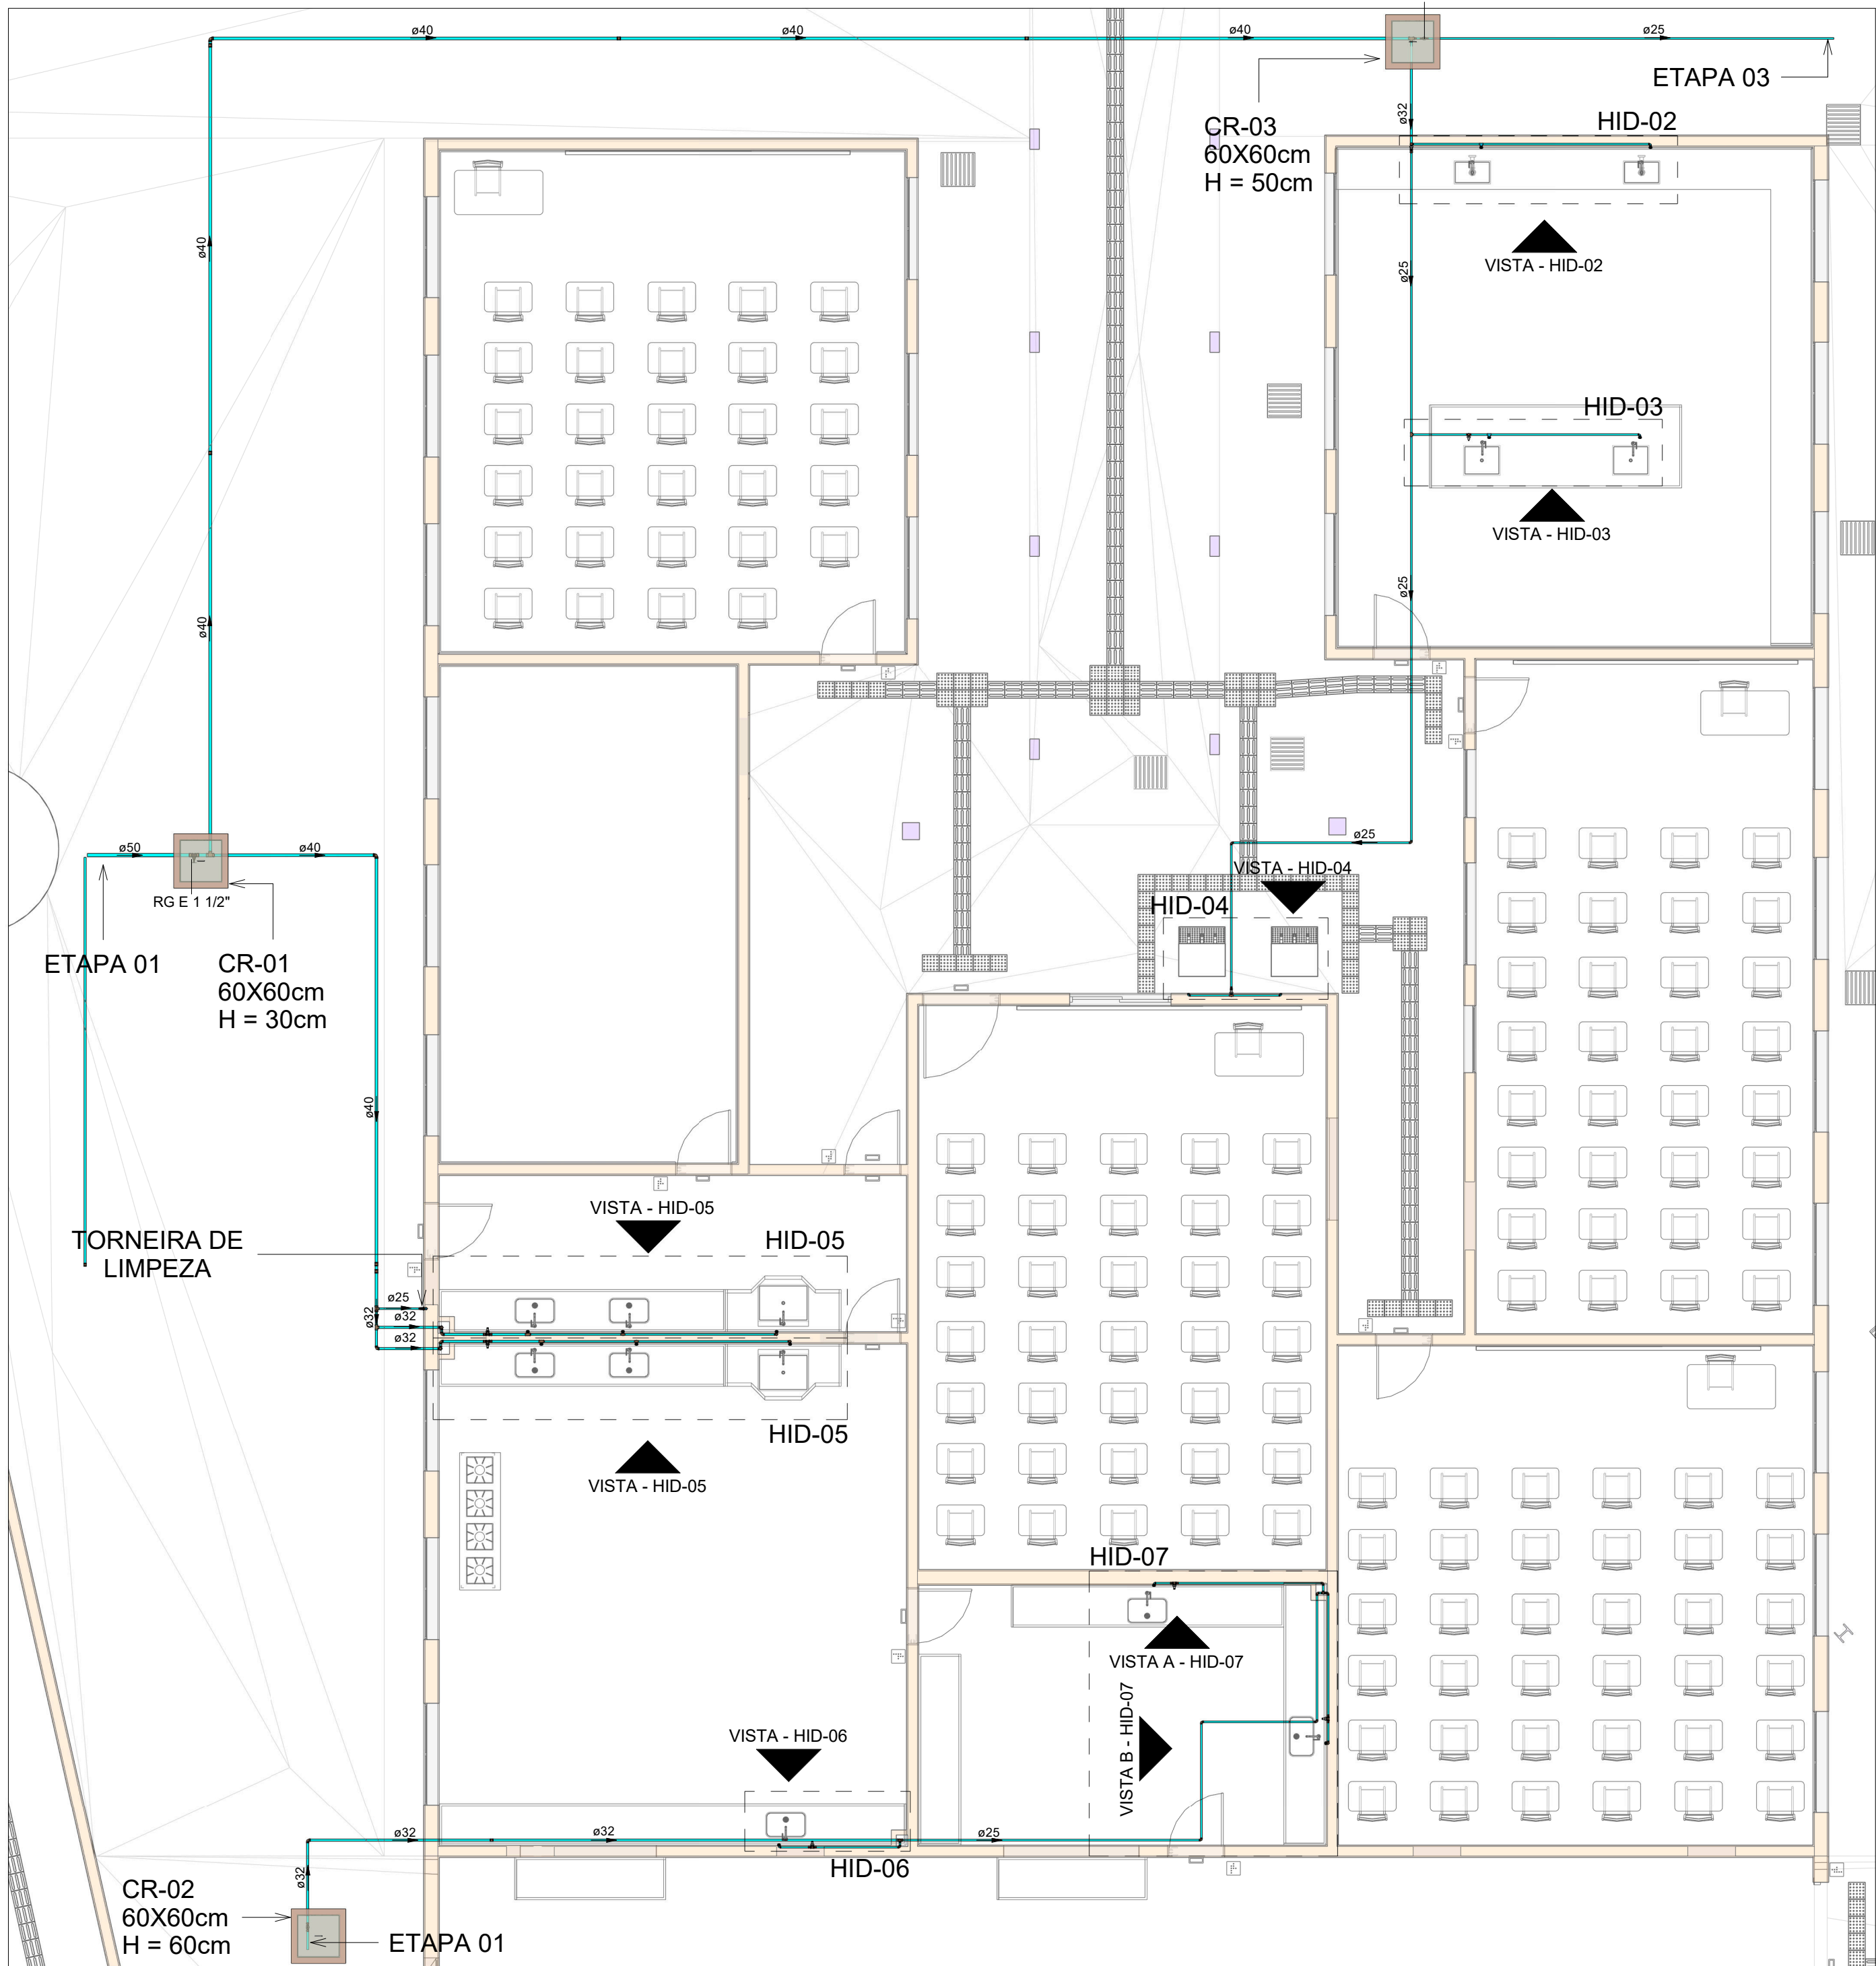 ø40
ø40
ø40
ø25
ETAPA 03
CR-03
60X60cm
H = 50cm
ø32
HID-02
VISTA - HID-02
ø40
ø25
HID-03
VISTA - HID-03
ø25
ø40
ø25
VISTA - HID-04
HID-04
ø50
ø40
RG E 1 1/2"
ETAPA 01
CR-01
60X60cm
H = 30cm
ø40
VISTA - HID-05
TORNEIRA DE
LIMPEZA
HID-05
ø25
ø32
ø32
ø32
HID-05
VISTA - HID-05
HID-07
VISTA A - HID-07
VISTA B - HID-07
VISTA - HID-06
ø32
ø32
ø25
HID-06
ø32
CR-02
60X60cm
H = 60cm
ETAPA 01